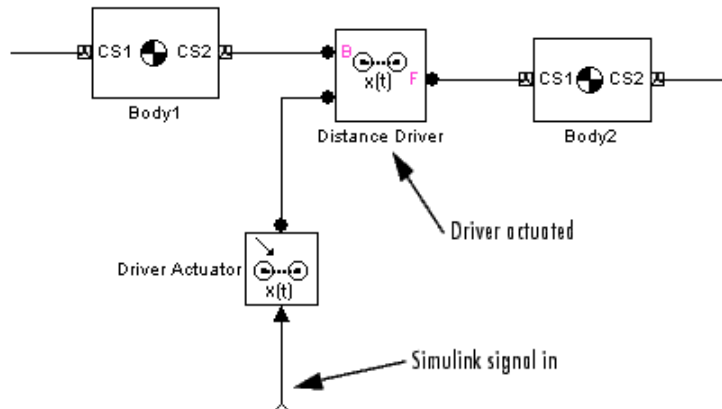 CS1 CS2
Body1
B
x(t)
F
Distance Driver
CS1 CS2
Body2
Driver actuated
Driver Actuator
x(t)
Simulink signal in